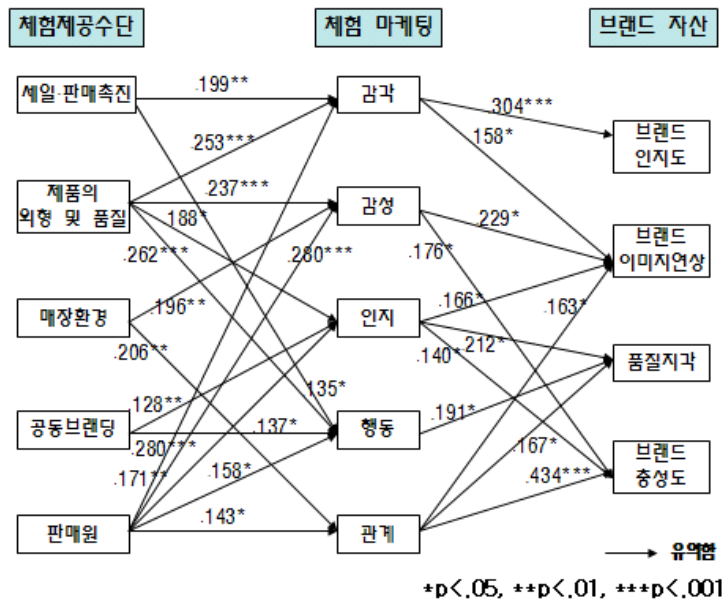 체험제공수단
체험 마케팅
브랜드 자산
세일·판매촉진
제품의
외형 및 품질
매장환경
공동브랜딩
판매원
감각
감성
인지
행동
관계
브랜드
인지도
브랜드
이미지연상
품질지각
브랜드
충성도
.199**
.253***
.237***
.188*
.262***
.280***
.196**
.206**
.128**
.135*
.137*
.280***
.171**
.158*
.143*
.304***
.158*
.229*
.176*
.166*
.163*
.212*
.140*
.191*
.167*
.434***
유의함
*p<.05, **p<.01, ***p<.001